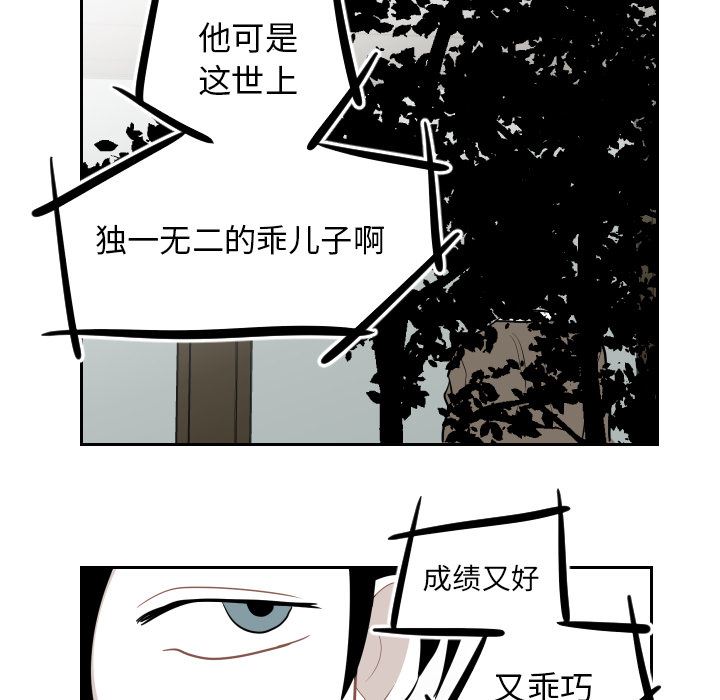 他可是
这世上
独一无二的乖儿子啊
成绩又好
又乖巧